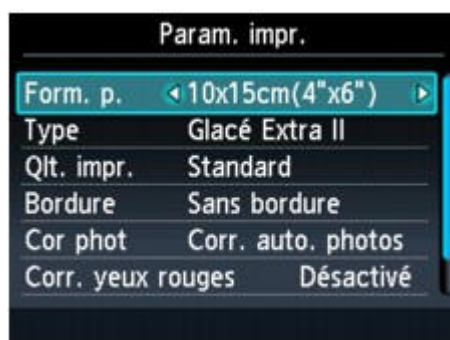 Param. impr.
Form. p. 10x15cm(4"x6")
Type Glacé Extra II
Qlt. impr. Standard
Bordure Sans bordure
Cor phot Corr. auto. photos
Corr. yeux rouges Désactivé